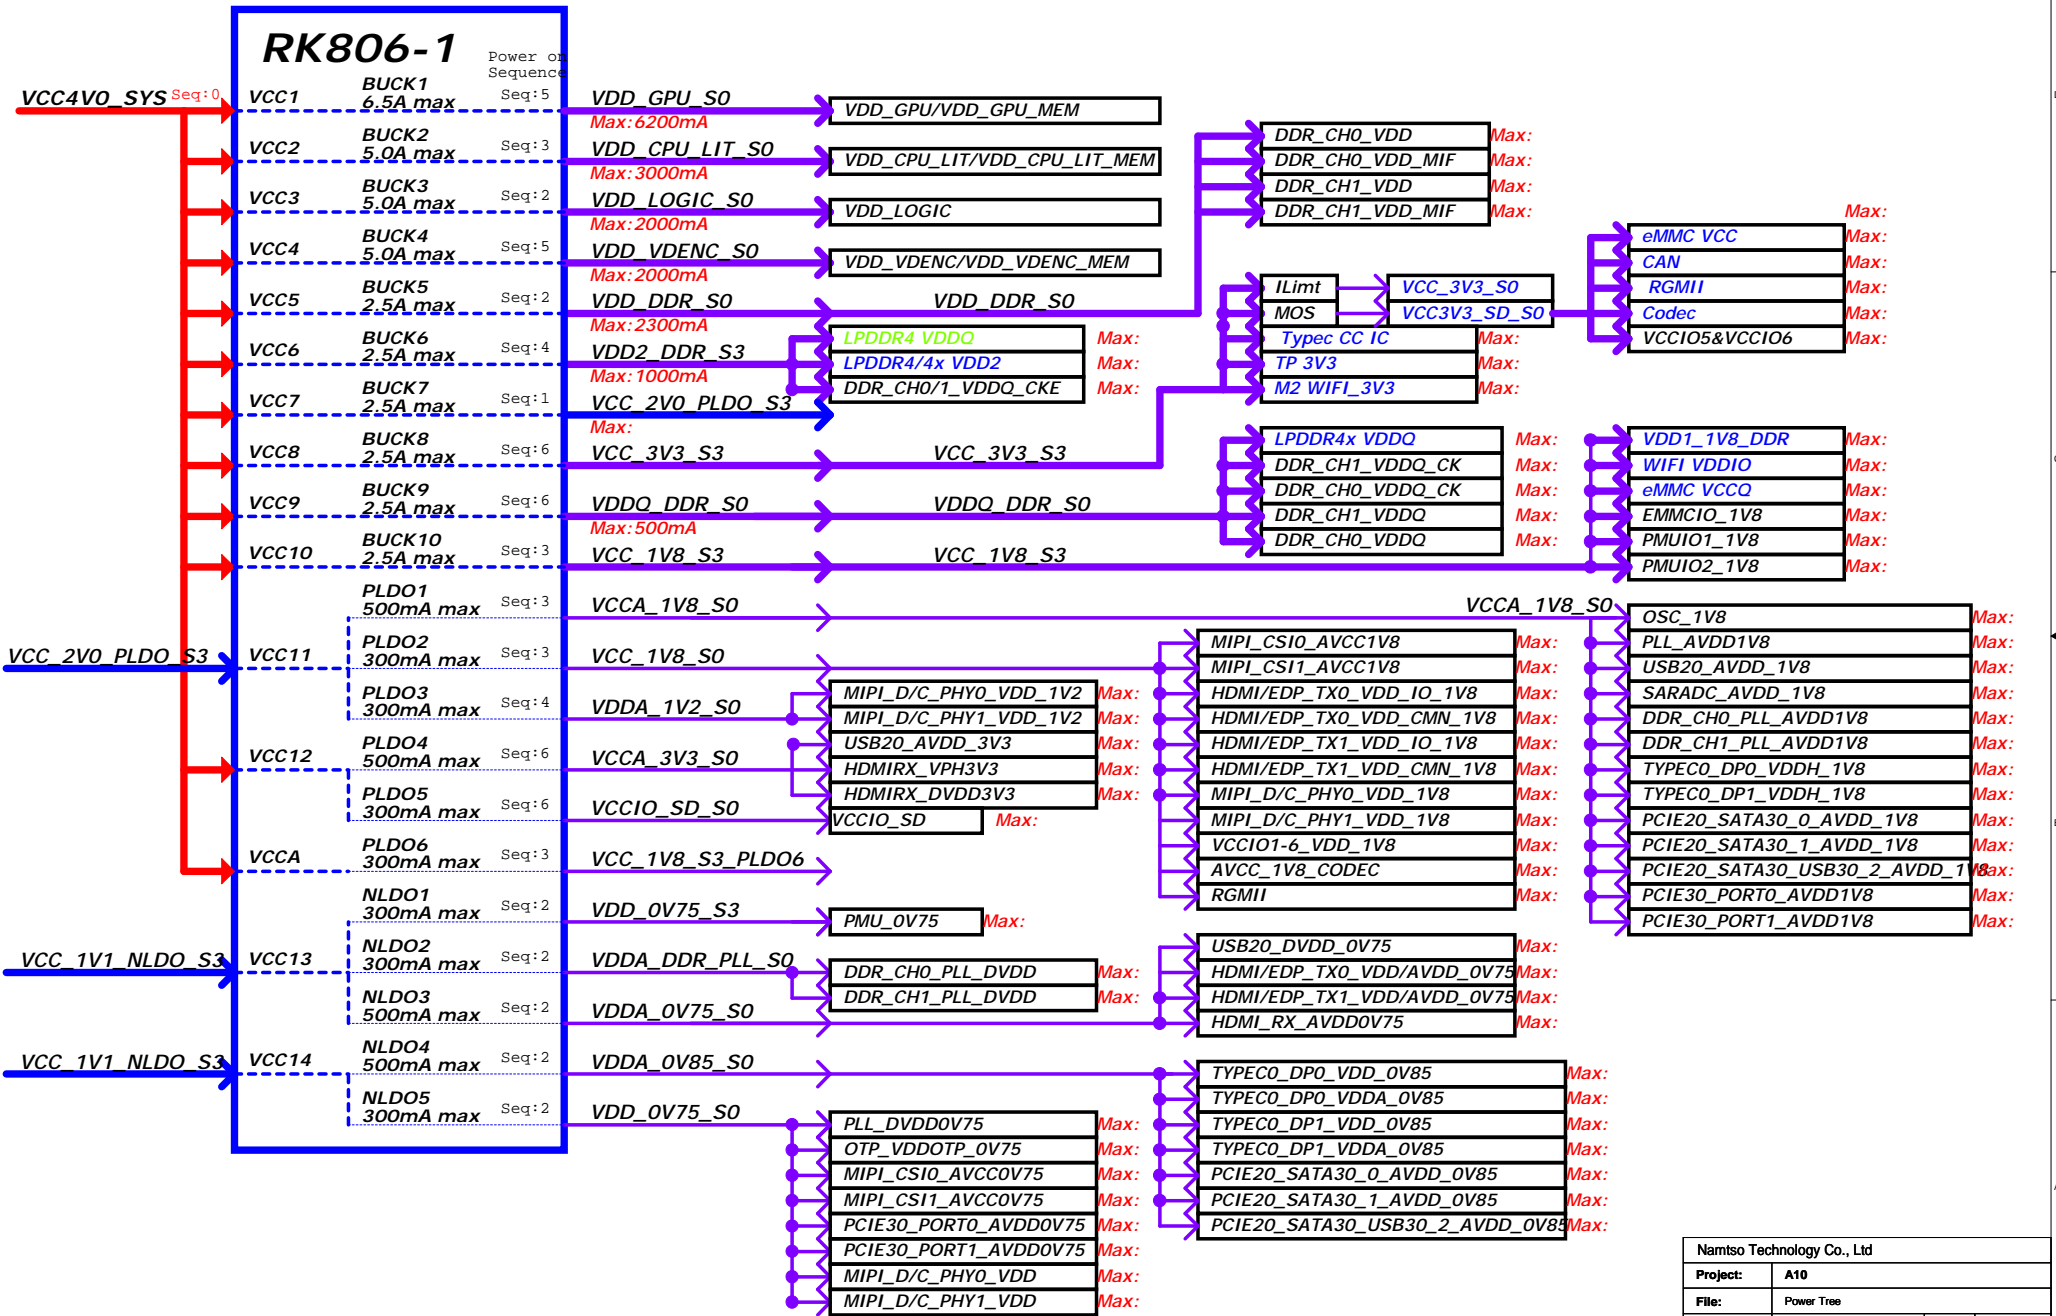 RK806-1
Power on
Sequence
VCC4V0_SYS Seq:0
VCC1 BUCK1 6.5A max Seq:5 VDD_GPU_S0 Max:6200mA
VDD_GPU/VDD_GPU_MEM
VCC2 BUCK2 5.0A max Seq:3 VDD_CPU_LIT_S0 Max:3000mA
VDD_CPU_LIT/VDD_CPU_LIT_MEM
VCC3 BUCK3 5.0A max Seq:2 VDD_LOGIC_S0 Max:2000mA
VDD_LOGIC
VCC4 BUCK4 5.0A max Seq:5 VDD_VDENC_S0 Max:2000mA
VDD_VDENC/VDD_VDENC_MEM
VCC5 BUCK5 2.5A max Seq:2 VDD_DDR_S0 Max:2300mA
VDD_DDR_S0
DDR_CH0_VDD Max:
DDR_CH0_VDD_MIF Max:
DDR_CH1_VDD Max:
DDR_CH1_VDD_MIF Max:
VCC6 BUCK6 2.5A max Seq:4 VDD2_DDR_S3 Max:1000mA
LPDDR4 VDDQ Max:
LPDDR4/4x VDD2 Max:
DDR_CH0/1_VDDQ_CKE Max:
VCC7 BUCK7 2.5A max Seq:1 VCC_2V0_PLDO_S3 Max:
VCC8 BUCK8 2.5A max Seq:6 VCC_3V3_S3
VCC_3V3_S3
ILimt VCC_3V3_S0
MOS VCC3V3_SD_S0
Typec CC IC Max:
TP 3V3 Max:
M2 WIFI_3V3 Max:
Max:
eMMC VCC Max:
CAN Max:
RGMII Max:
Codec Max:
VCCIO5&VCCIO6 Max:
VCC9 BUCK9 2.5A max Seq:6 VDDQ_DDR_S0 Max:500mA
VDDQ_DDR_S0
LPDDR4x VDDQ Max:
DDR_CH1_VDDQ_CK Max:
DDR_CH0_VDDQ_CK Max:
DDR_CH1_VDDQ Max:
DDR_CH0_VDDQ Max:
VCC10 BUCK10 2.5A max Seq:3 VCC_1V8_S3
VCC_1V8_S3
VDD1_1V8_DDR Max:
WIFI VDDIO Max:
eMMC VCCQ Max:
EMMCIO_1V8 Max:
PMUIO1_1V8 Max:
PMUIO2_1V8 Max:
PLDO1 500mA max Seq:3 VCCA_1V8_S0
VCCA_1V8_S0
OSC_1V8 Max:
PLL_AVDD1V8 Max:
USB20_AVDD_1V8 Max:
SARADC_AVDD_1V8 Max:
DDR_CH0_PLL_AVDD1V8 Max:
DDR_CH1_PLL_AVDD1V8 Max:
TYPEC0_DP0_VDDH_1V8 Max:
TYPEC0_DP1_VDDH_1V8 Max:
PCIE20_SATA30_0_AVDD_1V8 Max:
PCIE20_SATA30_1_AVDD_1V8 Max:
PCIE20_SATA30_USB30_2_AVDD_1V8 Max:
PCIE30_PORT0_AVDD1V8 Max:
PCIE30_PORT1_AVDD1V8 Max:
VCC_2V0_PLDO_S3 VCC11 PLDO2 300mA max Seq:3 VCC_1V8_S0
MIPI_CSI0_AVCC1V8 Max:
MIPI_CSI1_AVCC1V8 Max:
HDMI/EDP_TX0_VDD_IO_1V8 Max:
HDMI/EDP_TX0_VDD_CMN_1V8 Max:
HDMI/EDP_TX1_VDD_IO_1V8 Max:
HDMI/EDP_TX1_VDD_CMN_1V8 Max:
MIPI_D/C_PHY0_VDD_1V8 Max:
MIPI_D/C_PHY1_VDD_1V8 Max:
VCCIO1-6_VDD_1V8 Max:
AVCC_1V8_CODEC Max:
RGMII Max:
PLDO3 300mA max Seq:4 VDDA_1V2_S0
MIPI_D/C_PHY0_VDD_1V2 Max:
MIPI_D/C_PHY1_VDD_1V2 Max:
VCC12 PLDO4 500mA max Seq:6 VCCA_3V3_S0
USB20_AVDD_3V3 Max:
HDMIRX_VPH3V3 Max:
HDMIRX_DVDD3V3 Max:
PLDO5 300mA max Seq:6 VCCIO_SD_S0
VCCIO_SD Max:
VCCA PLDO6 300mA max Seq:3 VCC_1V8_S3_PLDO6
NLDO1 300mA max Seq:2 VDD_0V75_S3
PMU_0V75 Max:
VCC_1V1_NLDO_S3 VCC13 NLDO2 300mA max Seq:2 VDDA_DDR_PLL_S0
DDR_CH0_PLL_DVDD Max:
DDR_CH1_PLL_DVDD Max:
NLDO3 500mA max Seq:2 VDDA_0V75_S0
USB20_DVDD_0V75 Max:
HDMI/EDP_TX0_VDD/AVDD_0V75 Max:
HDMI/EDP_TX1_VDD/AVDD_0V75 Max:
HDMI_RX_AVDD0V75 Max:
VCC_1V1_NLDO_S3 VCC14 NLDO4 500mA max Seq:2 VDDA_0V85_S0
TYPEC0_DP0_VDD_0V85 Max:
TYPEC0_DP0_VDDA_0V85 Max:
TYPEC0_DP1_VDD_0V85 Max:
TYPEC0_DP1_VDDA_0V85 Max:
PCIE20_SATA30_0_AVDD_0V85 Max:
PCIE20_SATA30_1_AVDD_0V85 Max:
PCIE20_SATA30_USB30_2_AVDD_0V85 Max:
NLDO5 300mA max Seq:2 VDD_0V75_S0
PLL_DVDD0V75 Max:
OTP_VDDOTP_0V75 Max:
MIPI_CSI0_AVCC0V75 Max:
MIPI_CSI1_AVCC0V75 Max:
PCIE30_PORT0_AVDD0V75 Max:
PCIE30_PORT1_AVDD0V75 Max:
MIPI_D/C_PHY0_VDD Max:
MIPI_D/C_PHY1_VDD Max:
Namtso Technology Co., Ltd
Project: A10
File: Power Tree